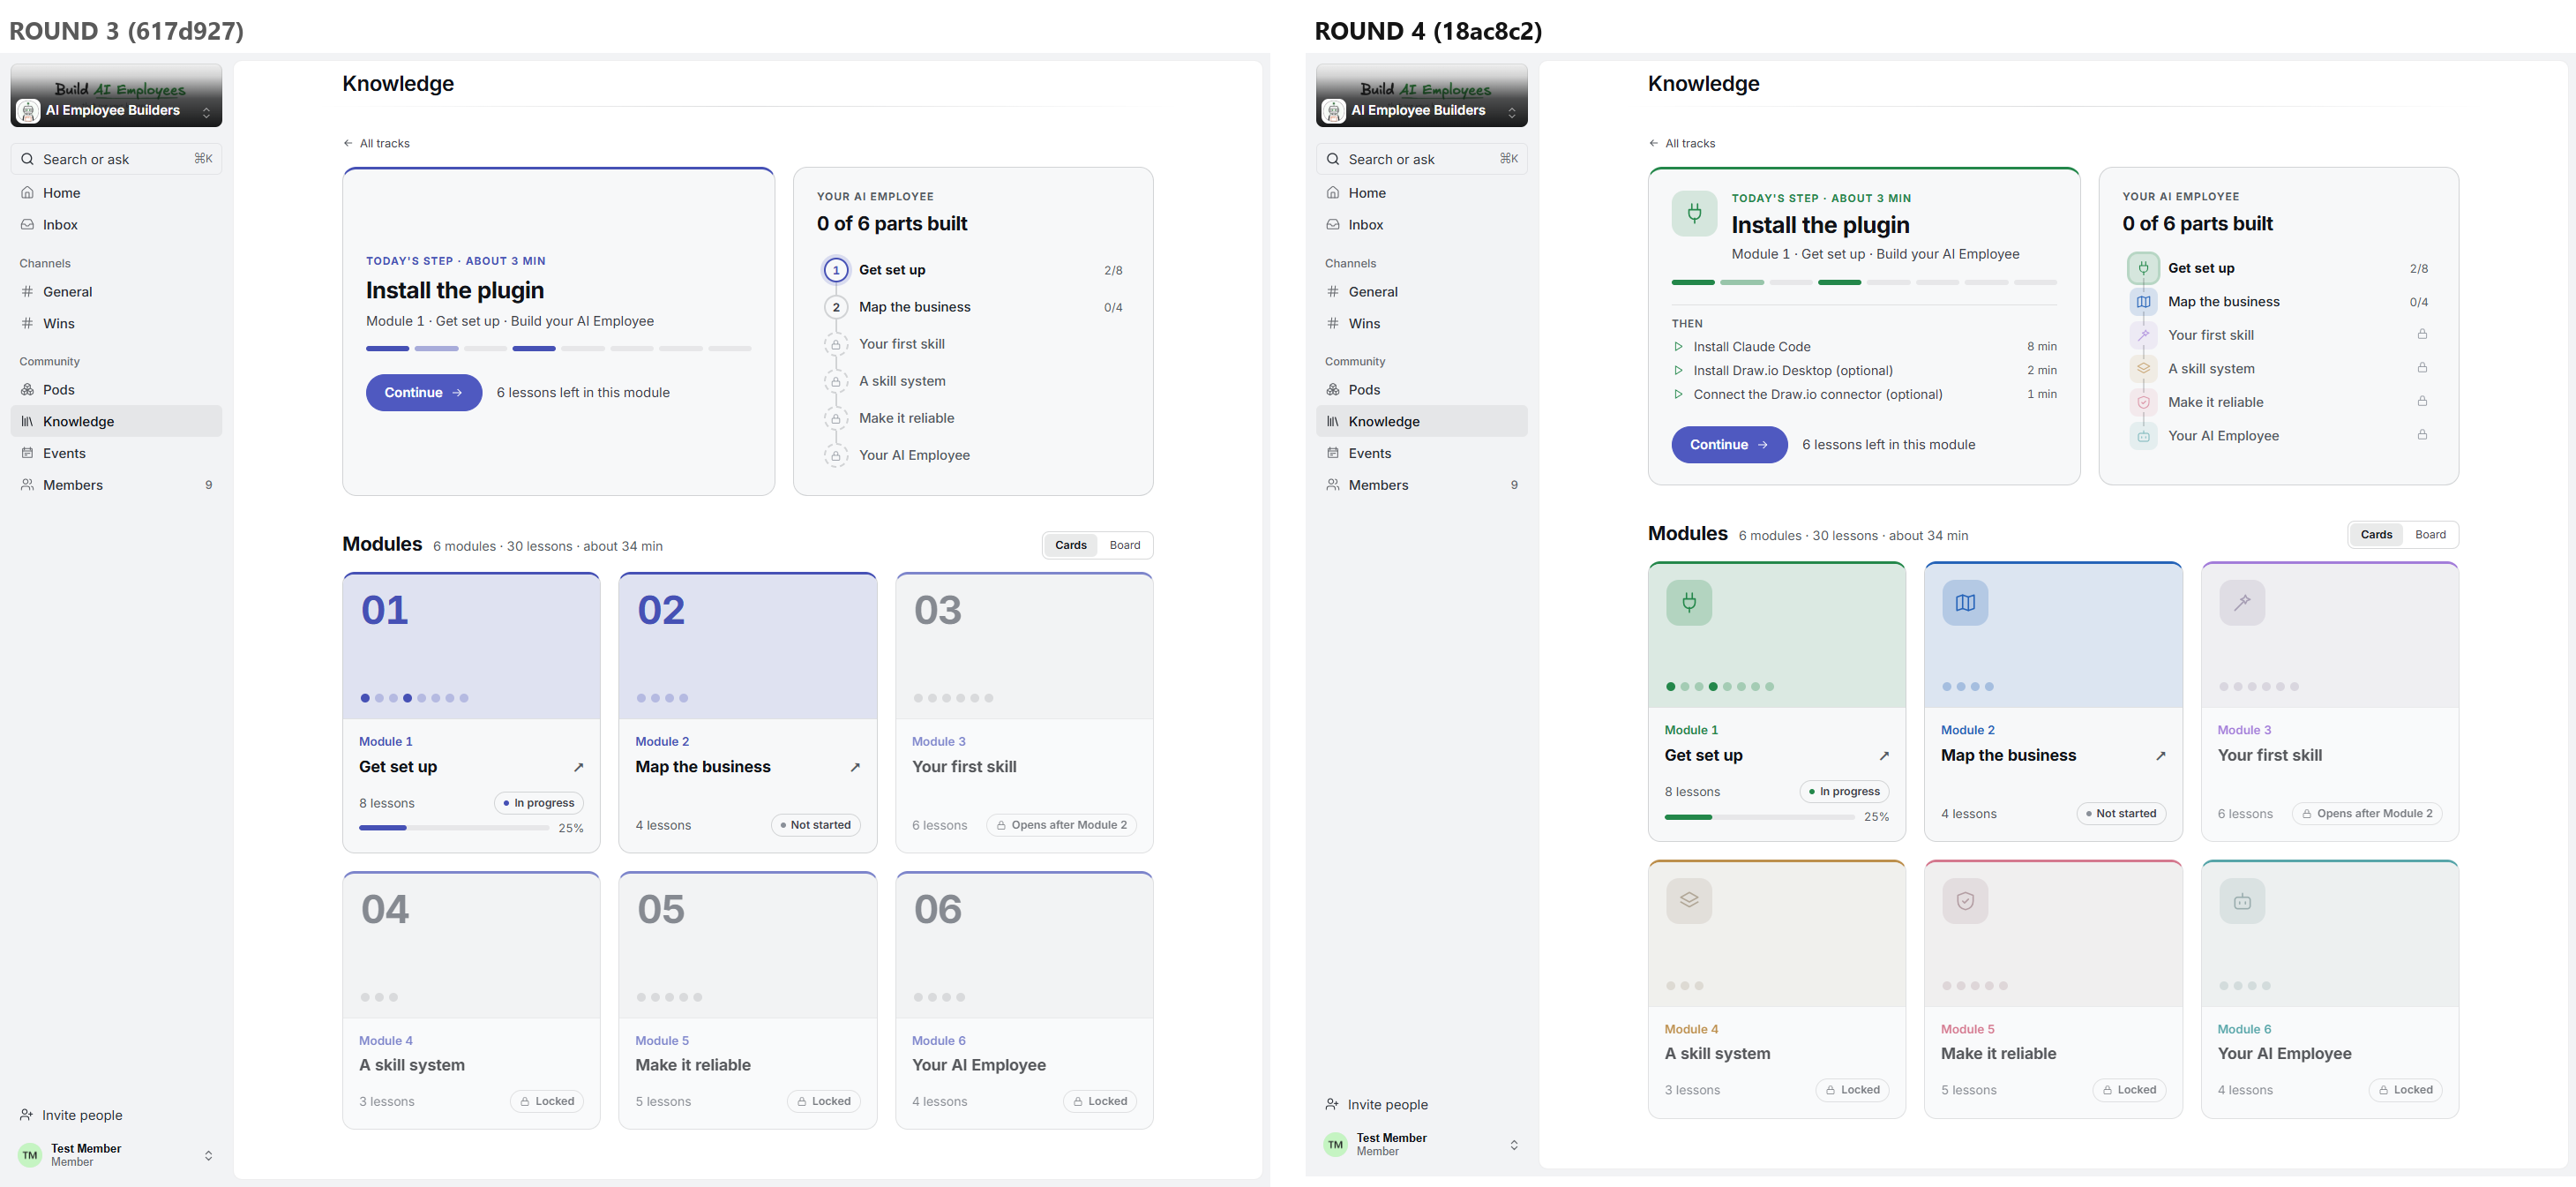 ROUND 3 (617d927)
Build AI Employees
AI Employee Builders
Search or ask ⌘K
Home
Inbox
Channels
# General
# Wins
Community
Pods
Knowledge
Events
Members 9
Invite people
TM Test Member
Member
Knowledge
← All tracks
TODAY'S STEP · ABOUT 3 MIN
Install the plugin
Module 1 · Get set up · Build your AI Employee
Continue → 6 lessons left in this module
YOUR AI EMPLOYEE
0 of 6 parts built
1 Get set up 2/8
2 Map the business 0/4
Your first skill
A skill system
Make it reliable
Your AI Employee
Modules 6 modules · 30 lessons · about 34 min
Cards Board
01
Module 1
Get set up ↗
8 lessons • In progress
25%
02
Module 2
Map the business ↗
4 lessons • Not started
03
Module 3
Your first skill
6 lessons Opens after Module 2
04
Module 4
A skill system
3 lessons Locked
05
Module 5
Make it reliable
5 lessons Locked
06
Module 6
Your AI Employee
4 lessons Locked
ROUND 4 (18ac8c2)
Build AI Employees
AI Employee Builders
Search or ask ⌘K
Home
Inbox
Channels
# General
# Wins
Community
Pods
Knowledge
Events
Members 9
Invite people
TM Test Member
Member
Knowledge
← All tracks
TODAY'S STEP · ABOUT 3 MIN
Install the plugin
Module 1 · Get set up · Build your AI Employee
THEN
Install Claude Code 8 min
Install Draw.io Desktop (optional) 2 min
Connect the Draw.io connector (optional) 1 min
Continue → 6 lessons left in this module
YOUR AI EMPLOYEE
0 of 6 parts built
Get set up 2/8
Map the business 0/4
Your first skill
A skill system
Make it reliable
Your AI Employee
Modules 6 modules · 30 lessons · about 34 min
Cards Board
Module 1
Get set up ↗
8 lessons • In progress
25%
Module 2
Map the business ↗
4 lessons • Not started
Module 3
Your first skill
6 lessons Opens after Module 2
Module 4
A skill system
3 lessons Locked
Module 5
Make it reliable
5 lessons Locked
Module 6
Your AI Employee
4 lessons Locked